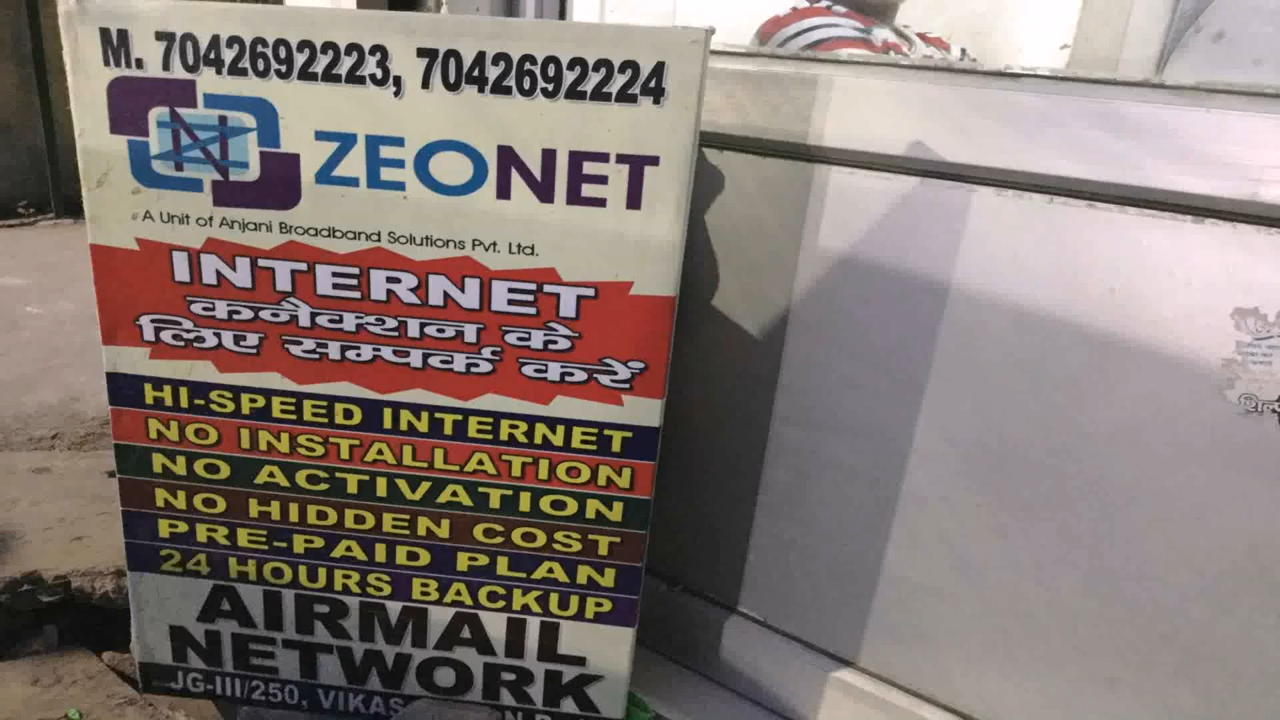 M. 7042692223, 7042692224
N ZEONET
A Unit of Anjani Broadband Solutions Pvt. Ltd.
INTERNET
कनैक्शन के
लिए सम्पर्क करें
HI-SPEED INTERNET
NO INSTALLATION
NO ACTIVATION
NO HIDDEN COST
PRE-PAID PLAN
24 HOURS BACKUP
AIRMAIL
NETWORK
JG-III/250, VIKAS